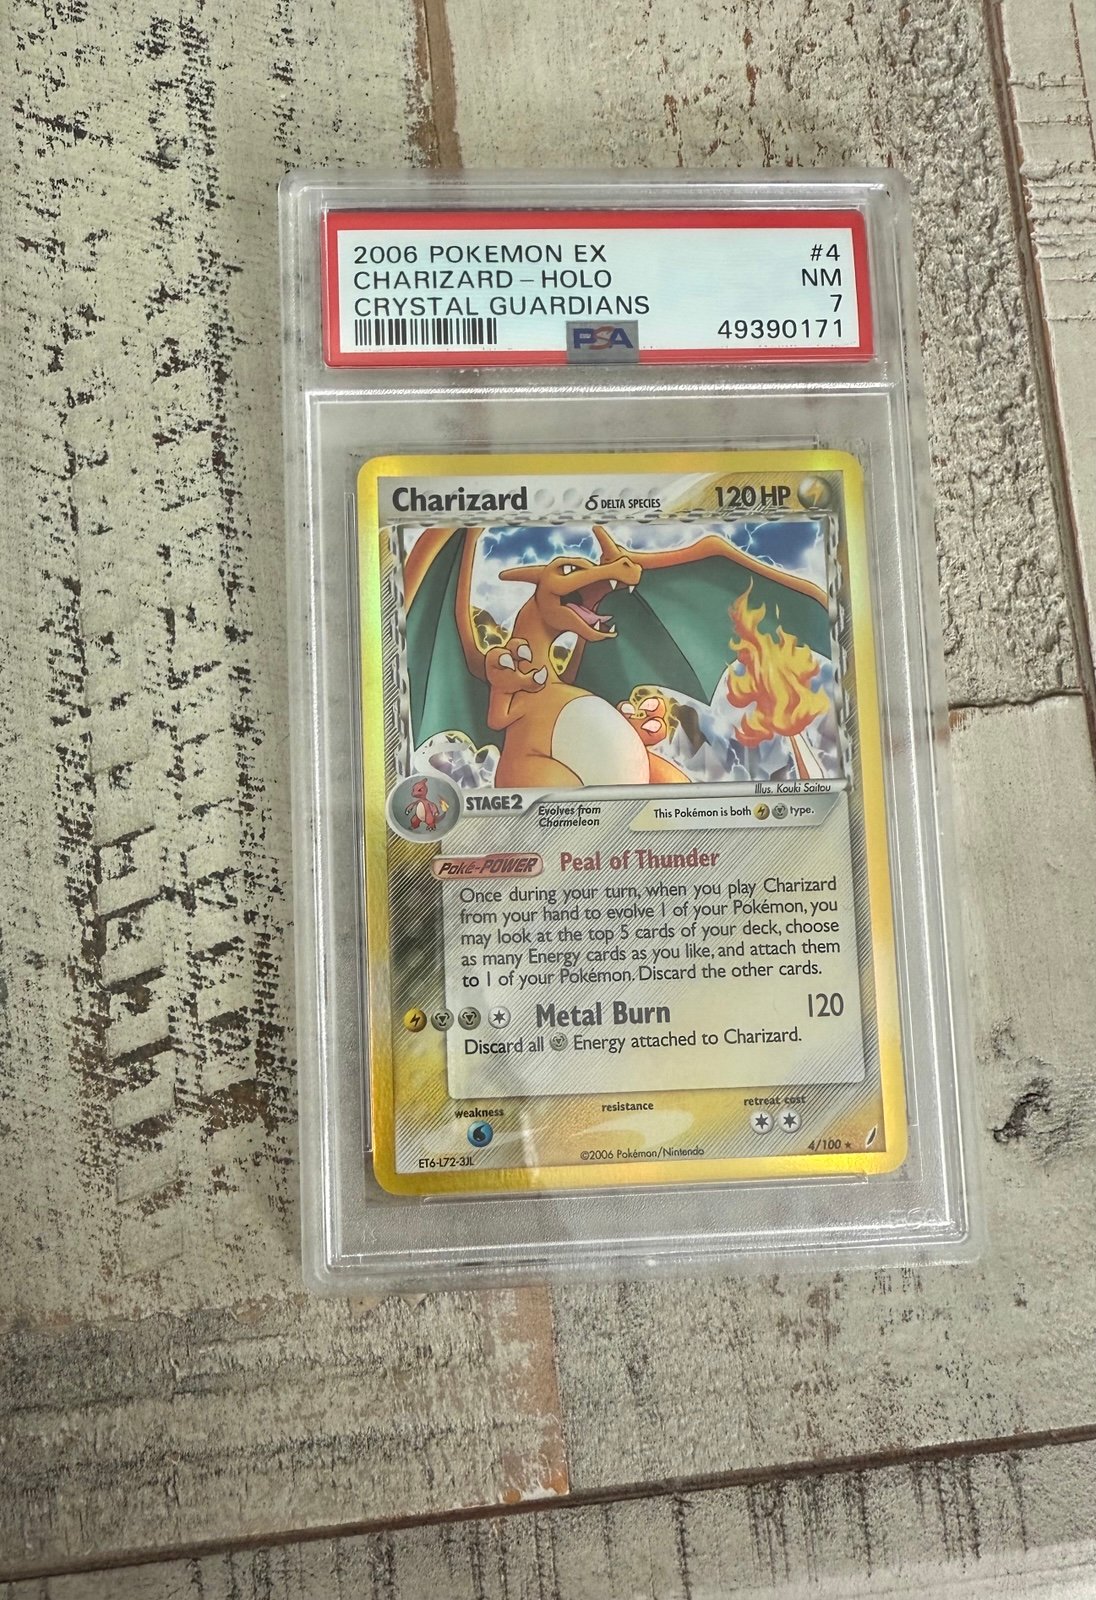 2006 POKEMON EX #4
CHARIZARD - HOLO NM
CRYSTAL GUARDIANS 7
PSA 49390171
Charizard δ DELTA SPECIES 120 HP
Illus. Kouki Saitou
STAGE 2 Evolves from
Charmeleon
This Pokémon is both type.
Poké-POWER Peal of Thunder
Once during your turn, when you play Charizard
from your hand to evolve 1 of your Pokémon, you
may look at the top 5 cards of your deck, choose
as many Energy cards as you like, and attach them
to 1 of your Pokémon. Discard the other cards.
Metal Burn 120
Discard all Energy attached to Charizard.
weakness resistance retreat cost
ET6-L72-3JL ©2006 Pokémon/Nintendo 4/100 ★